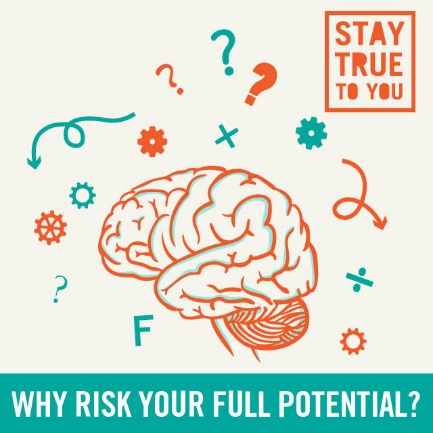 STAY
TRUE
TO YOU
?
?
?
×
?
÷
F
WHY RISK YOUR FULL POTENTIAL?